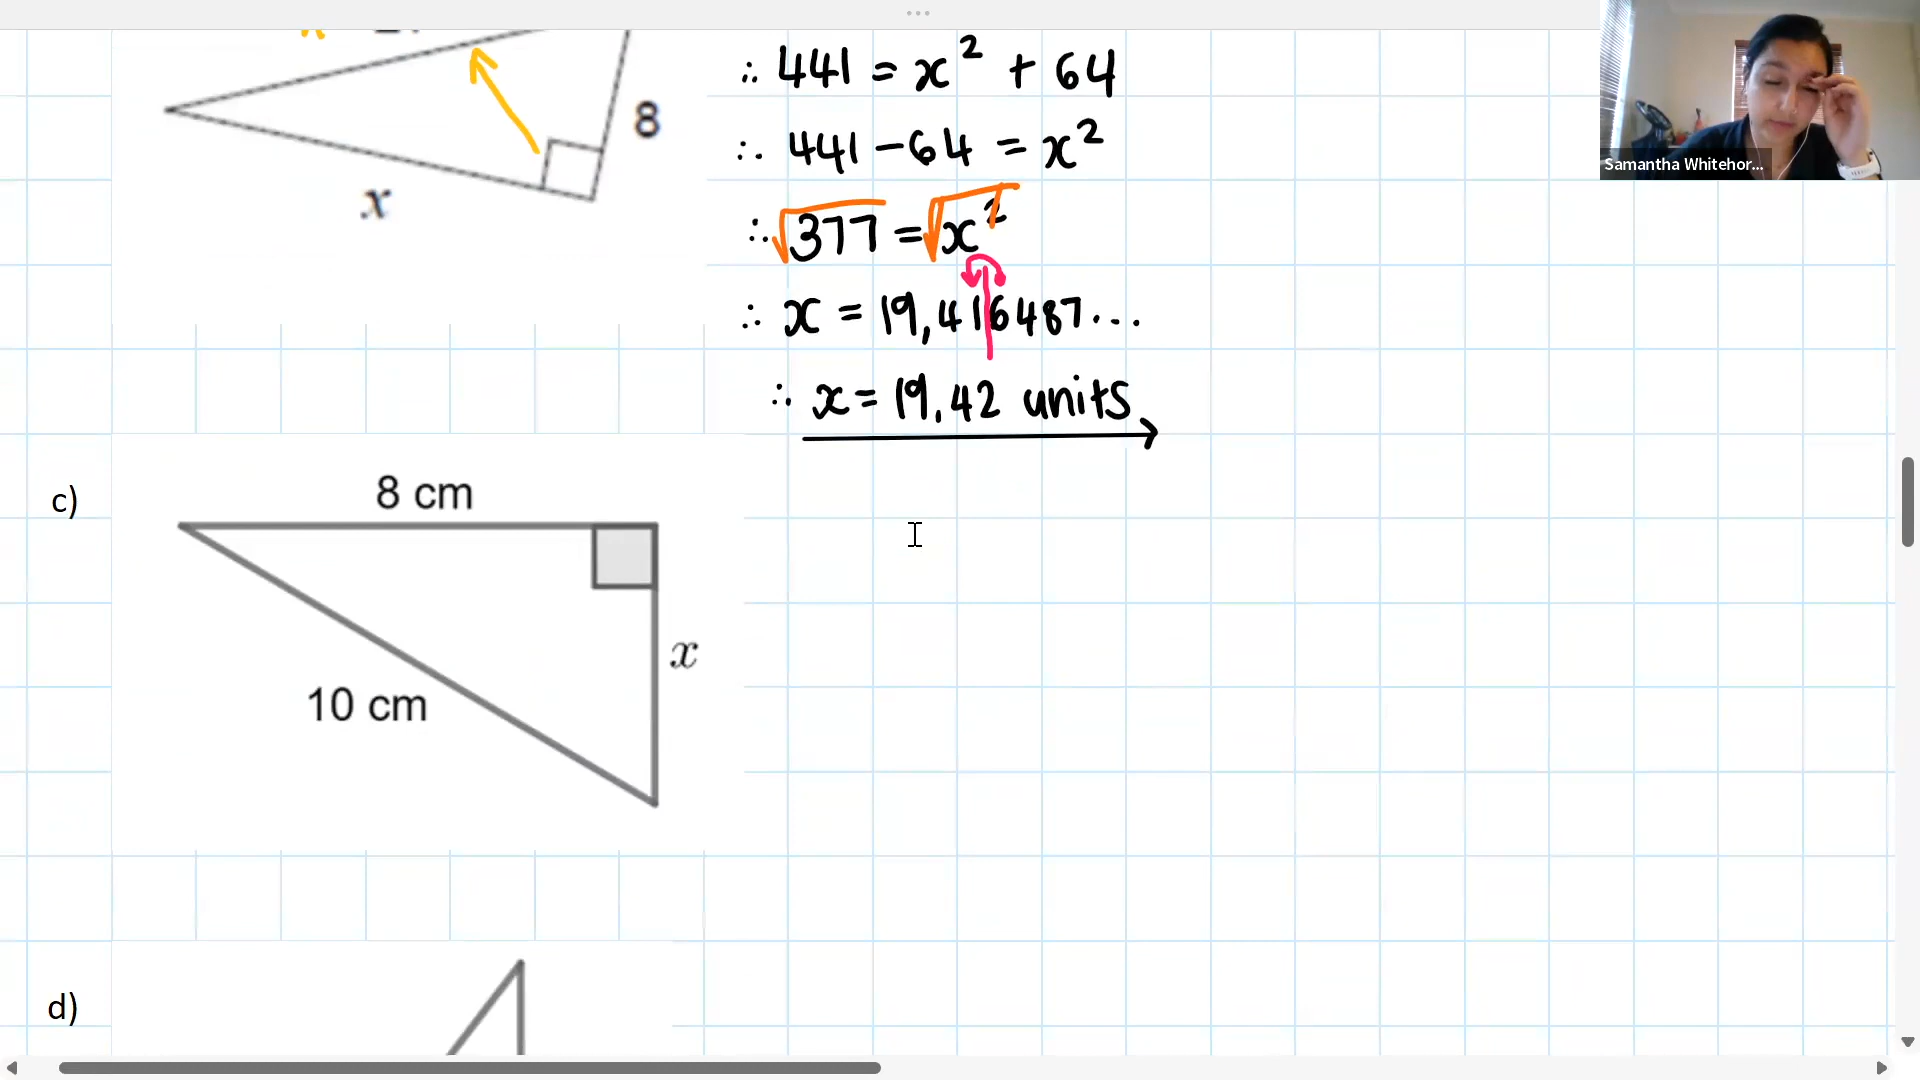 ∴ 441 = x² + 64
8
∴ 441 - 64 = x²
Samantha Whitehor...
x
∴ √377 = √x²
∴ x = 19,416487...
∴ x = 19,42 units
c)
8 cm
x
10 cm
d)